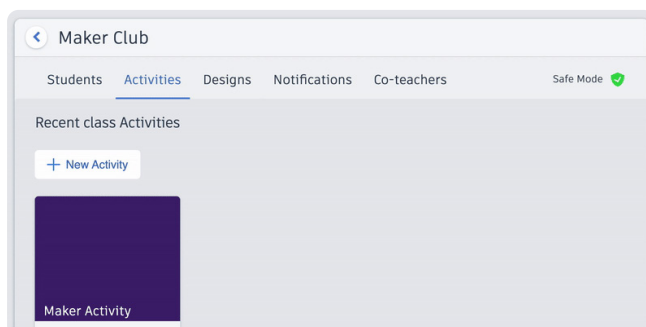 Maker Club
Students Activities Designs Notifications Co-teachers Safe Mode
Recent class Activities
New Activity
Maker Activity